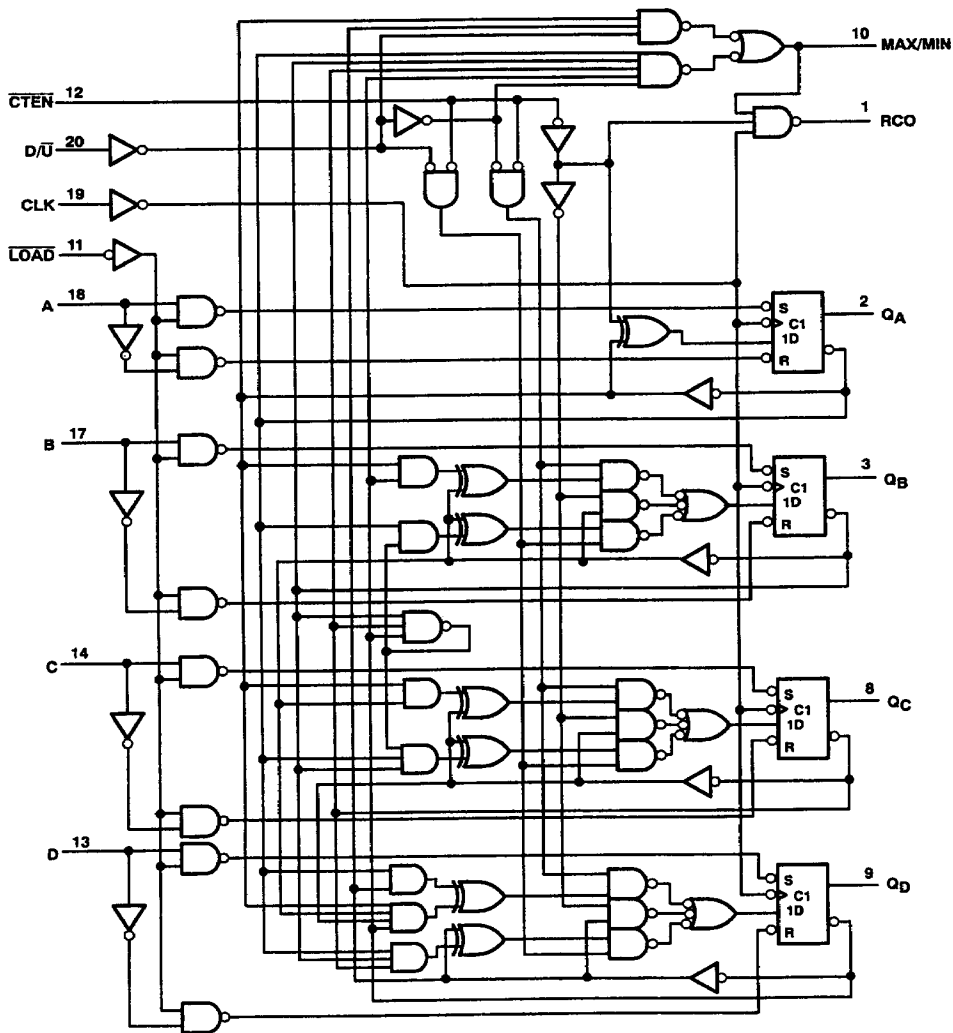 10 MAX/MIN
CTEN 12
1 RCO
D/U 20
CLK 19
LOAD 11
A 18
S
C1
1D
R
2 QA
B 17
S
C1
1D
R
3 QB
C 14
S
C1
1D
R
8 QC
D 13
S
C1
1D
R
9 QD